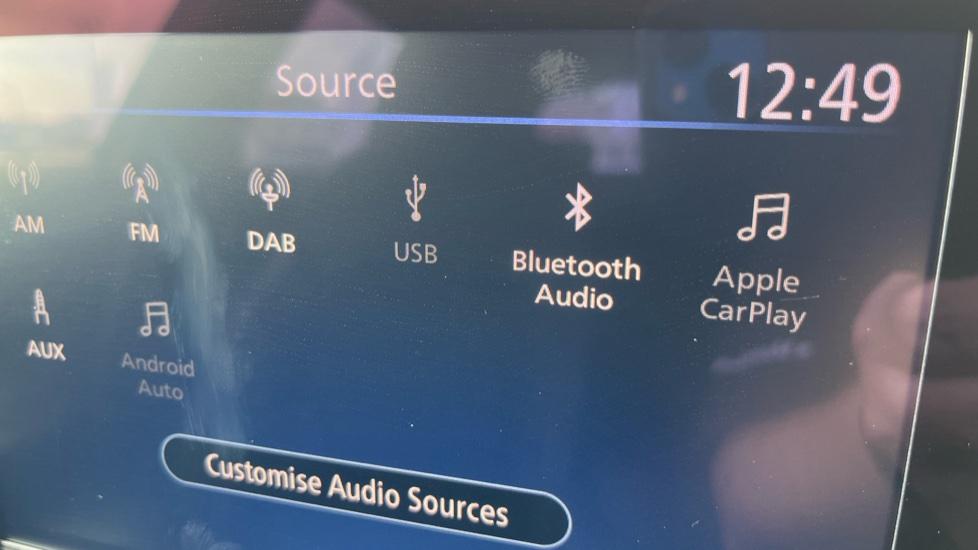 Source
12:49
AM
FM
DAB
USB
Bluetooth
Audio
Apple
CarPlay
AUX
Android
Auto
Customise Audio Sources